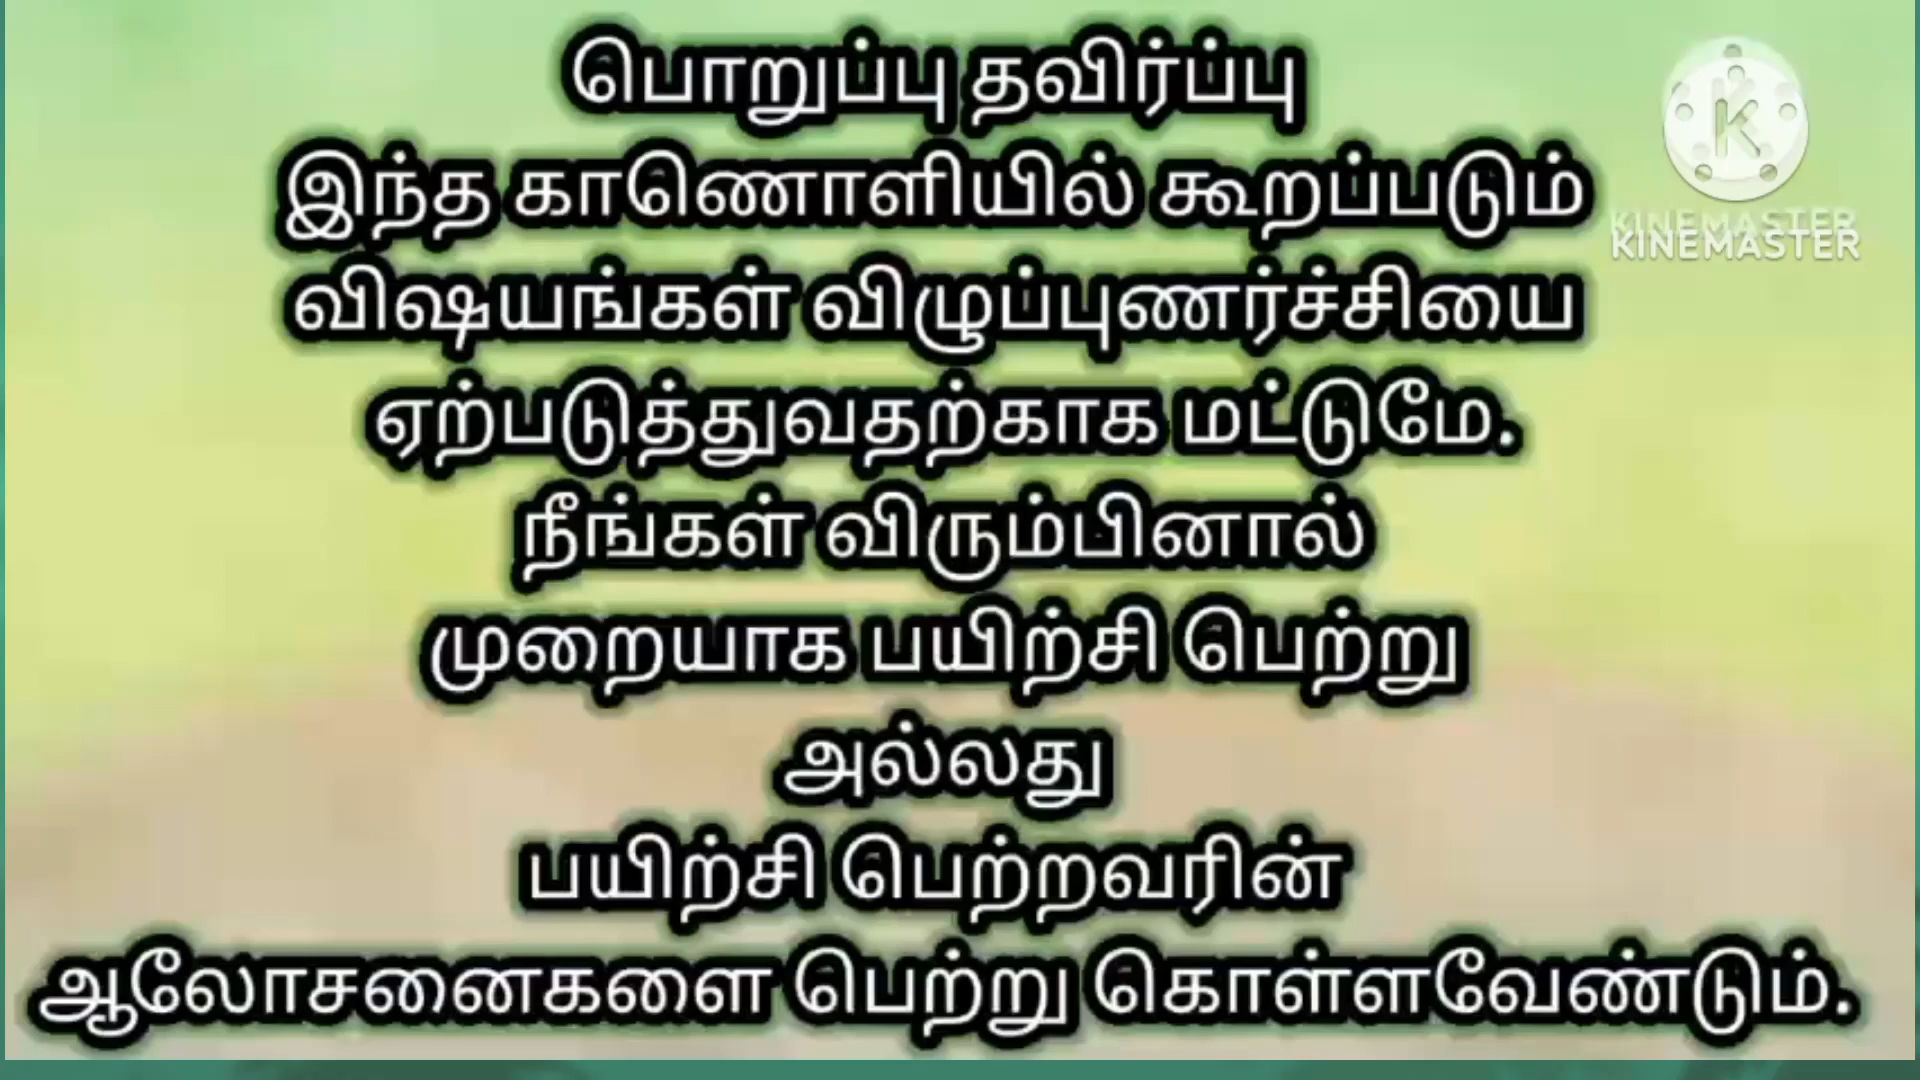 பொறுப்பு தவிர்ப்பு
இந்த காணொளியில் கூறப்படும்
விஷயங்கள் விழுப்புணர்ச்சியை
ஏற்படுத்துவதற்காக மட்டுமே.
நீங்கள் விரும்பினால்
முறையாக பயிற்சி பெற்று
அல்லது
பயிற்சி பெற்றவரின்
ஆலோசனைகளை பெற்று கொள்ளவேண்டும்.
K
KINEMASTER
KINEMASTER